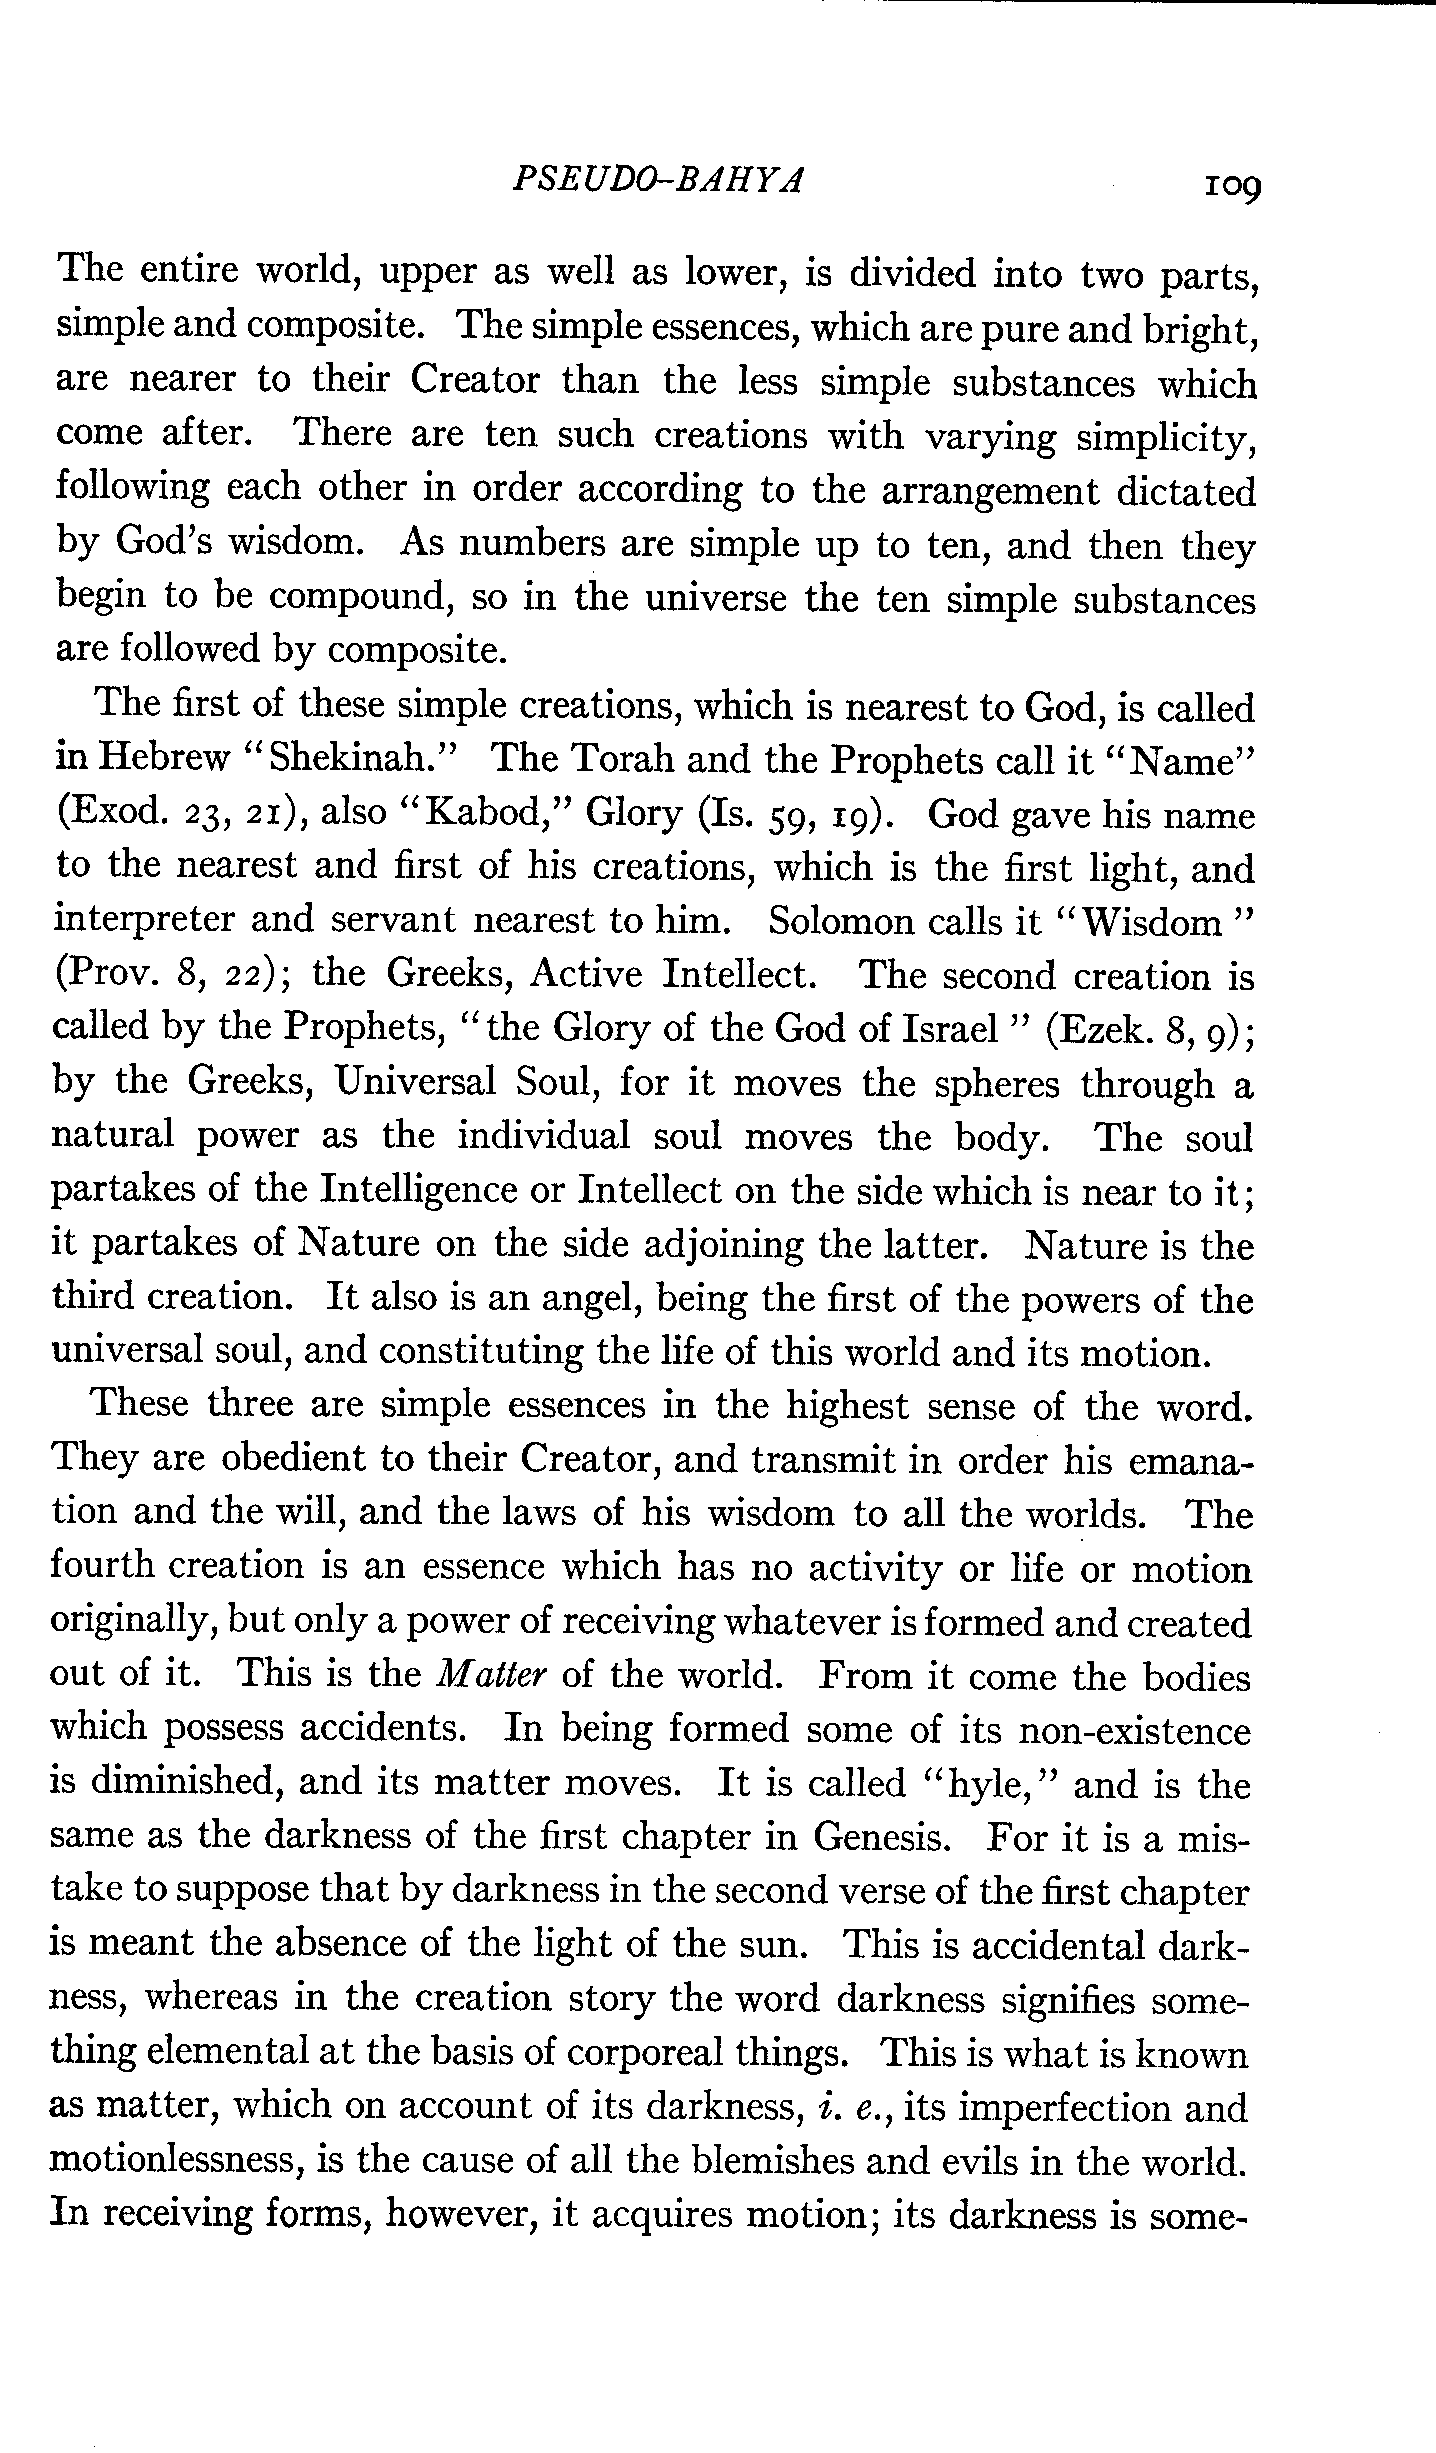 PSEUDO-BAHYA 109
The entire world, upper as well as lower, is divided into two parts,
simple and composite. The simple essences, which are pure and bright,
are nearer to their Creator than the less simple substances which
come after. There are ten such creations with varying simplicity,
following each other in order according to the arrangement dictated
by God's wisdom. As numbers are simple up to ten, and then they
begin to be compound, so in the universe the ten simple substances
are followed by composite.
The first of these simple creations, which is nearest to God, is called
in Hebrew "Shekinah." The Torah and the Prophets call it "Name"
(Exod. 23, 21), also "Kabod," Glory (Is. 59, 19). God gave his name
to the nearest and first of his creations, which is the first light, and
interpreter and servant nearest to him. Solomon calls it "Wisdom"
(Prov. 8, 22); the Greeks, Active Intellect. The second creation is
called by the Prophets, "the Glory of the God of Israel" (Ezek. 8, 9);
by the Greeks, Universal Soul, for it moves the spheres through a
natural power as the individual soul moves the body. The soul
partakes of the Intelligence or Intellect on the side which is near to it;
it partakes of Nature on the side adjoining the latter. Nature is the
third creation. It also is an angel, being the first of the powers of the
universal soul, and constituting the life of this world and its motion.
These three are simple essences in the highest sense of the word.
They are obedient to their Creator, and transmit in order his emana-
tion and the will, and the laws of his wisdom to all the worlds. The
fourth creation is an essence which has no activity or life or motion
originally, but only a power of receiving whatever is formed and created
out of it. This is the Matter of the world. From it come the bodies
which possess accidents. In being formed some of its non-existence
is diminished, and its matter moves. It is called "hyle," and is the
same as the darkness of the first chapter in Genesis. For it is a mis-
take to suppose that by darkness in the second verse of the first chapter
is meant the absence of the light of the sun. This is accidental dark-
ness, whereas in the creation story the word darkness signifies some-
thing elemental at the basis of corporeal things. This is what is known
as matter, which on account of its darkness, i. e., its imperfection and
motionlessness, is the cause of all the blemishes and evils in the world.
In receiving forms, however, it acquires motion; its darkness is some-